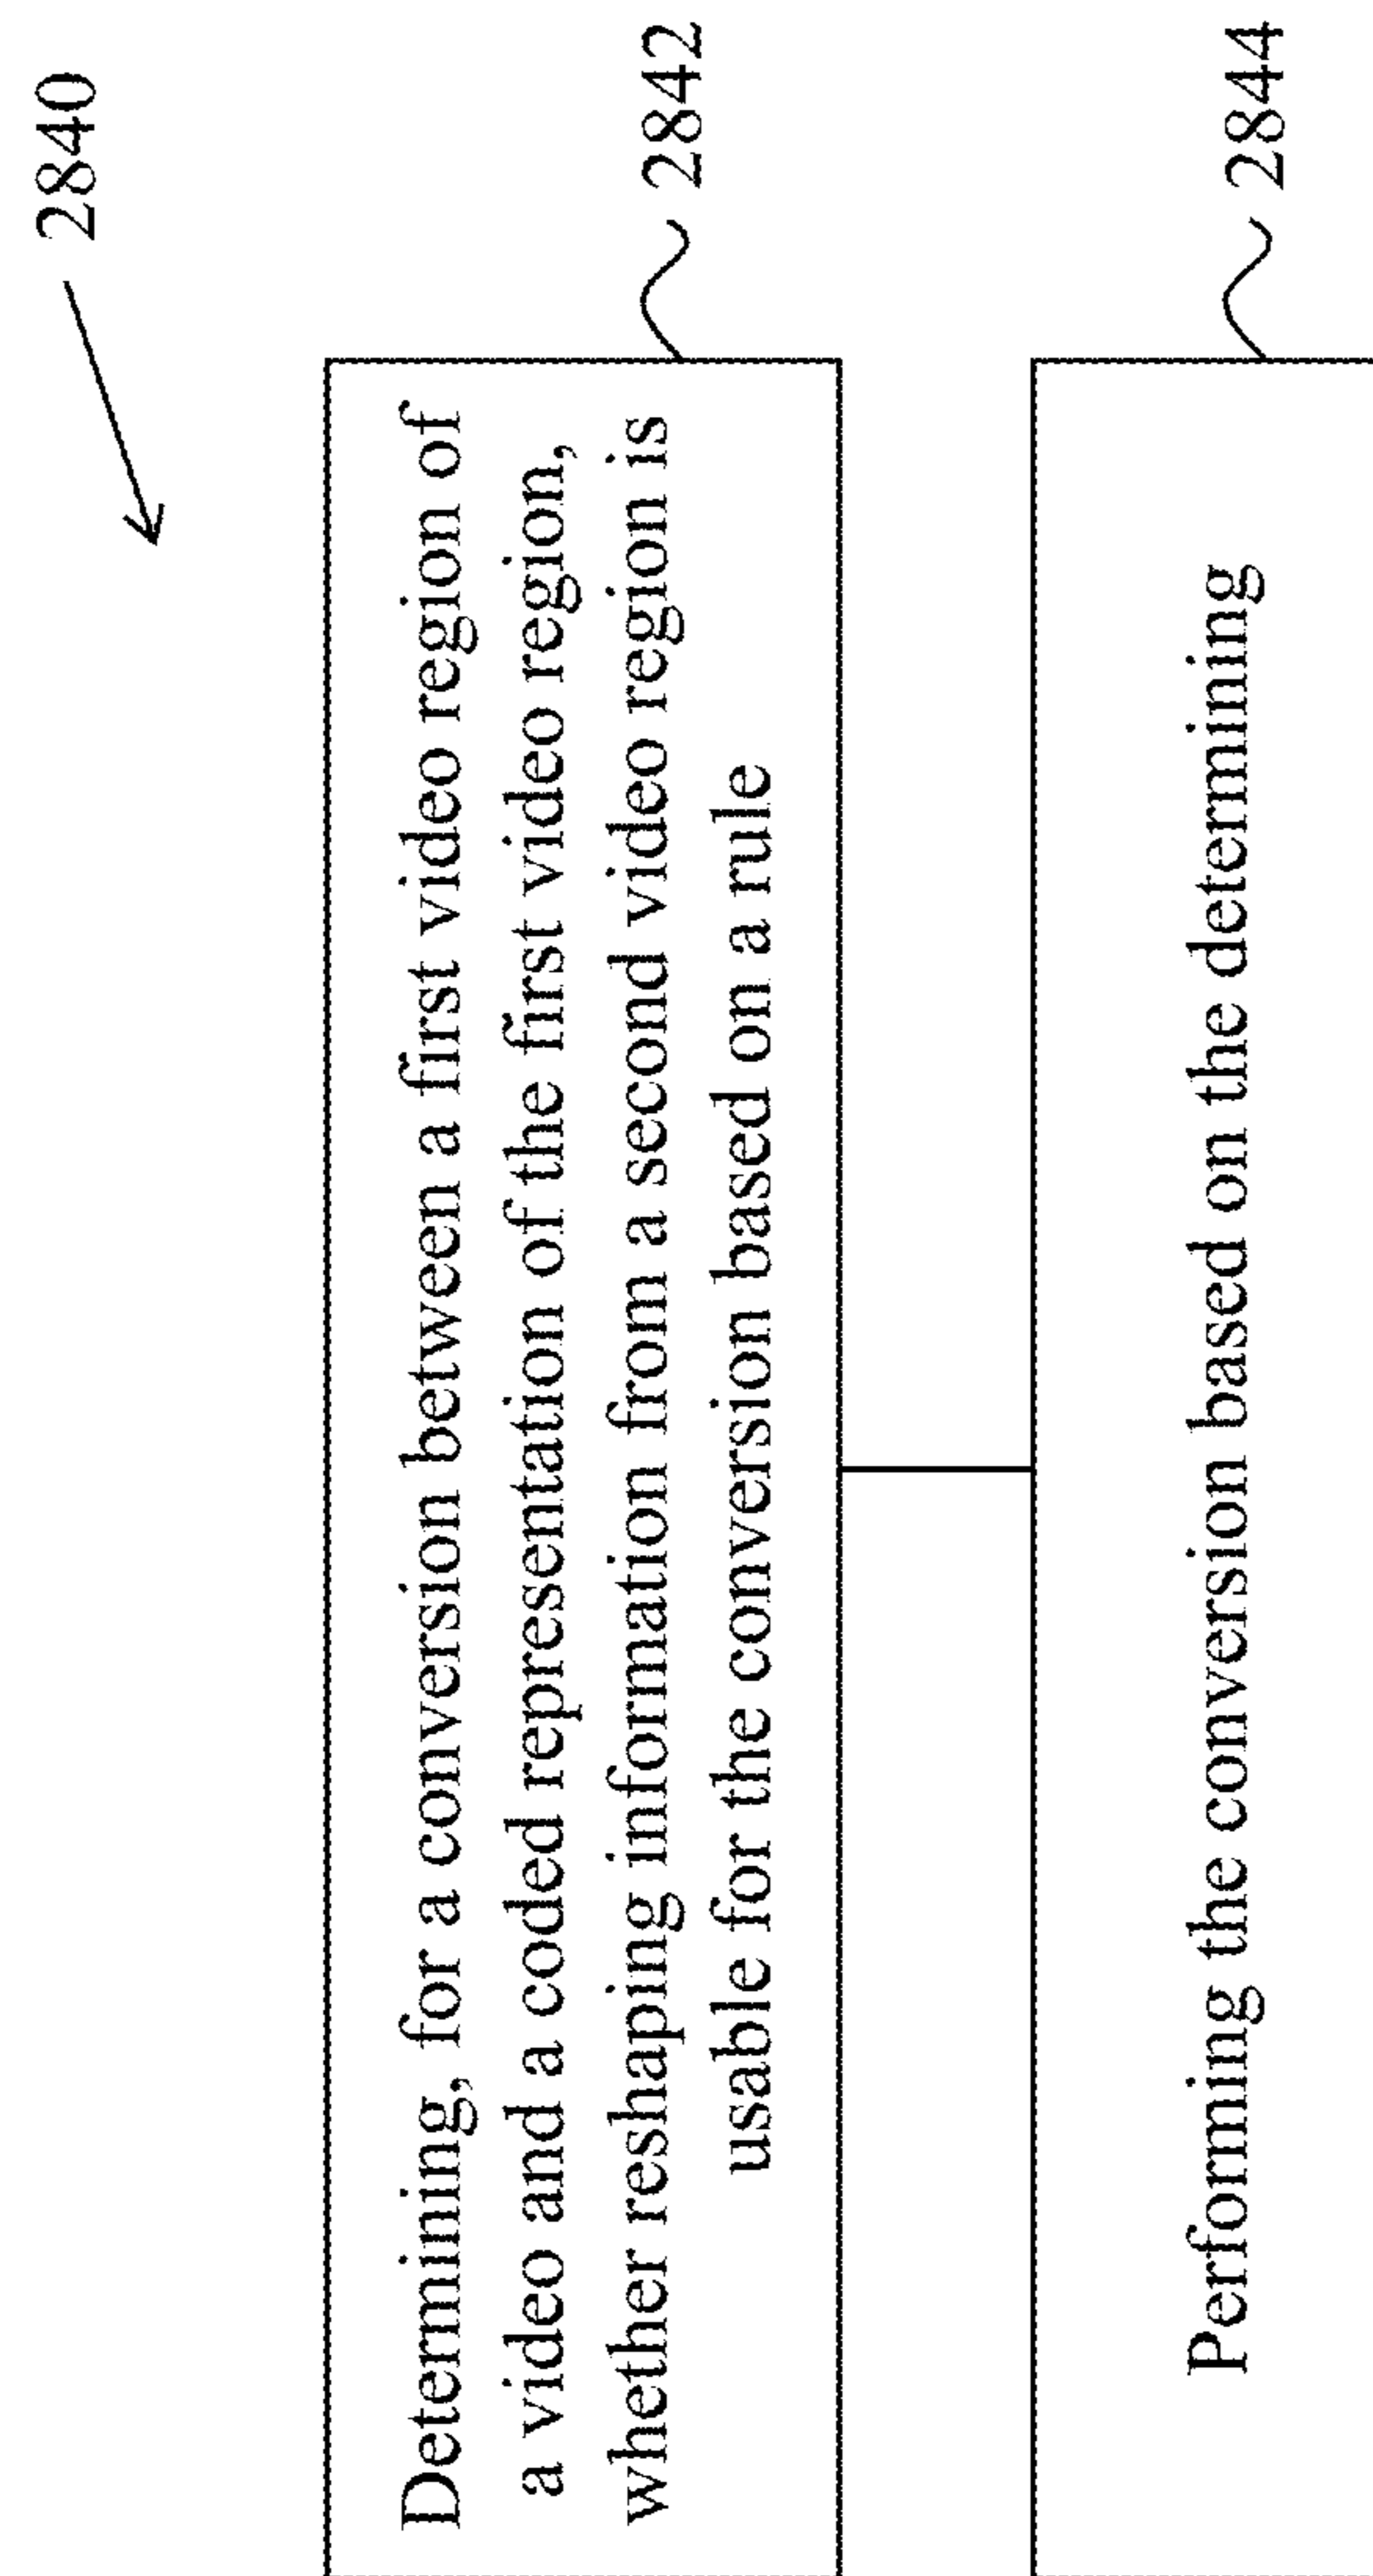 2840
Determining, for a conversion between a first video region of
a video and a coded representation of the first video region,
whether reshaping information from a second video region is
usable for the conversion based on a rule
2842
Performing the conversion based on the determining
2844